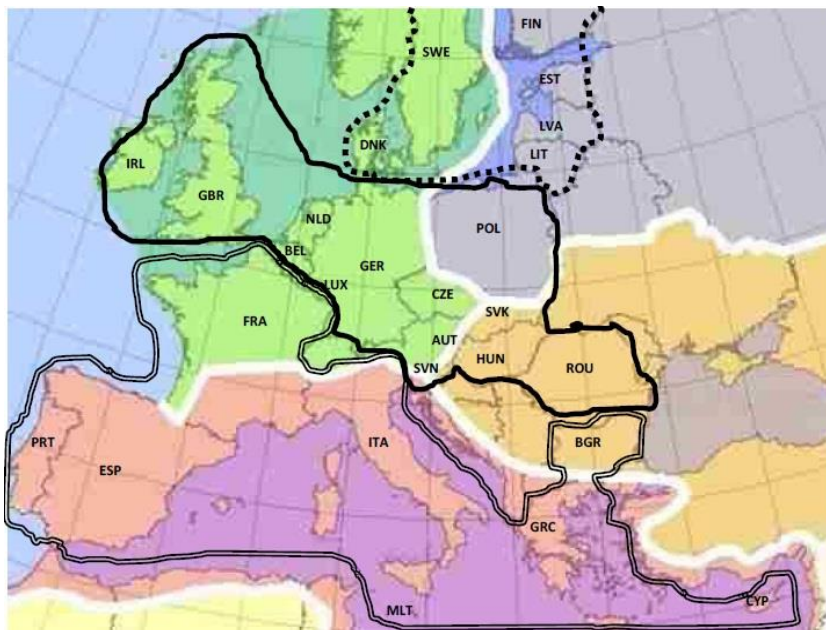 FIN
SWE
EST
LVA
DNK
LIT
IRL
GBR
NLD
POL
BEL
GER
LUX
CZE
SVK
FRA
AUT
HUN
SVN
ROU
PRT
ITA
BGR
ESP
GRC
MLT
CYP